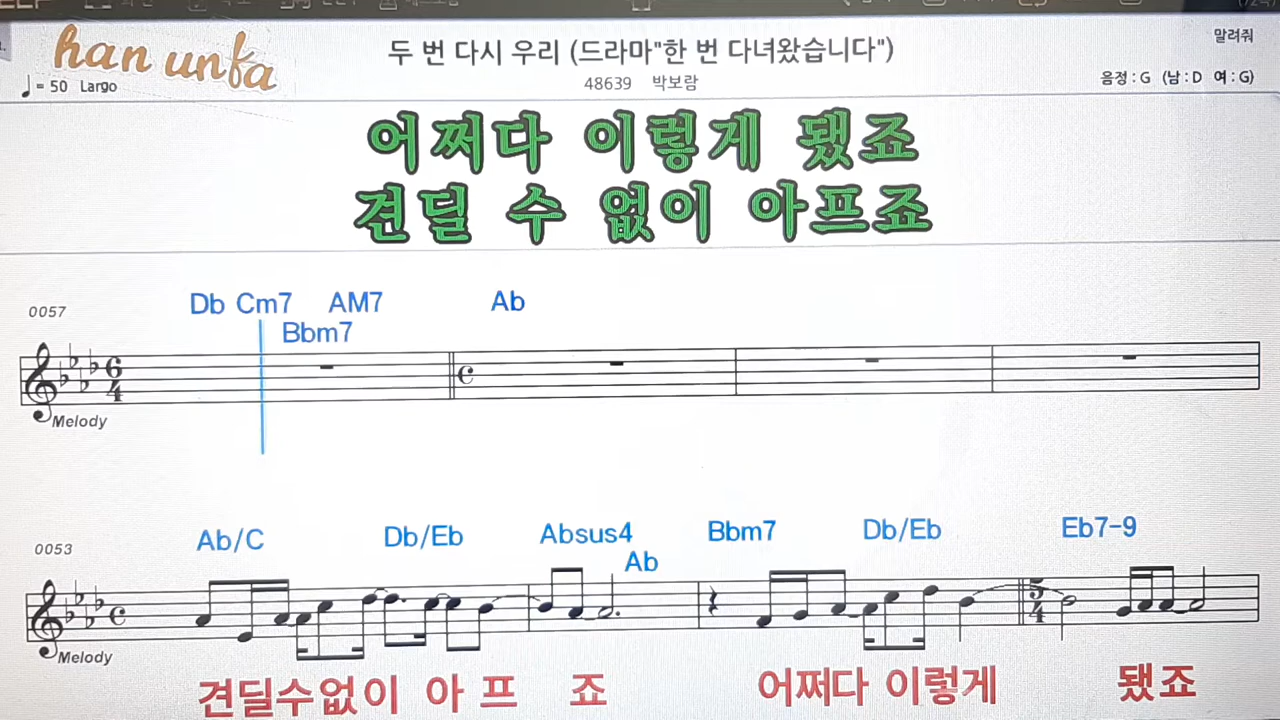 han unfa
두 번 다시 우리 (드라마"한 번 다녀왔습니다")
말려줘
♩ = 50 Largo
48639 박보람
음정 : G (남 : D 여 : G)
어쩌다 이렇게 됐죠
견딜 수 없이 아프죠
0057
Db Cm7 AM7 Ab
Bbm7
6
4
Melody
0053
Ab/C Db/Eb Absus4 Bbm7 Db/Eb Eb7-9
Ab
5
4
Melody
견딜수없이 아 프 죠 어쩌다 이렇게 됐죠